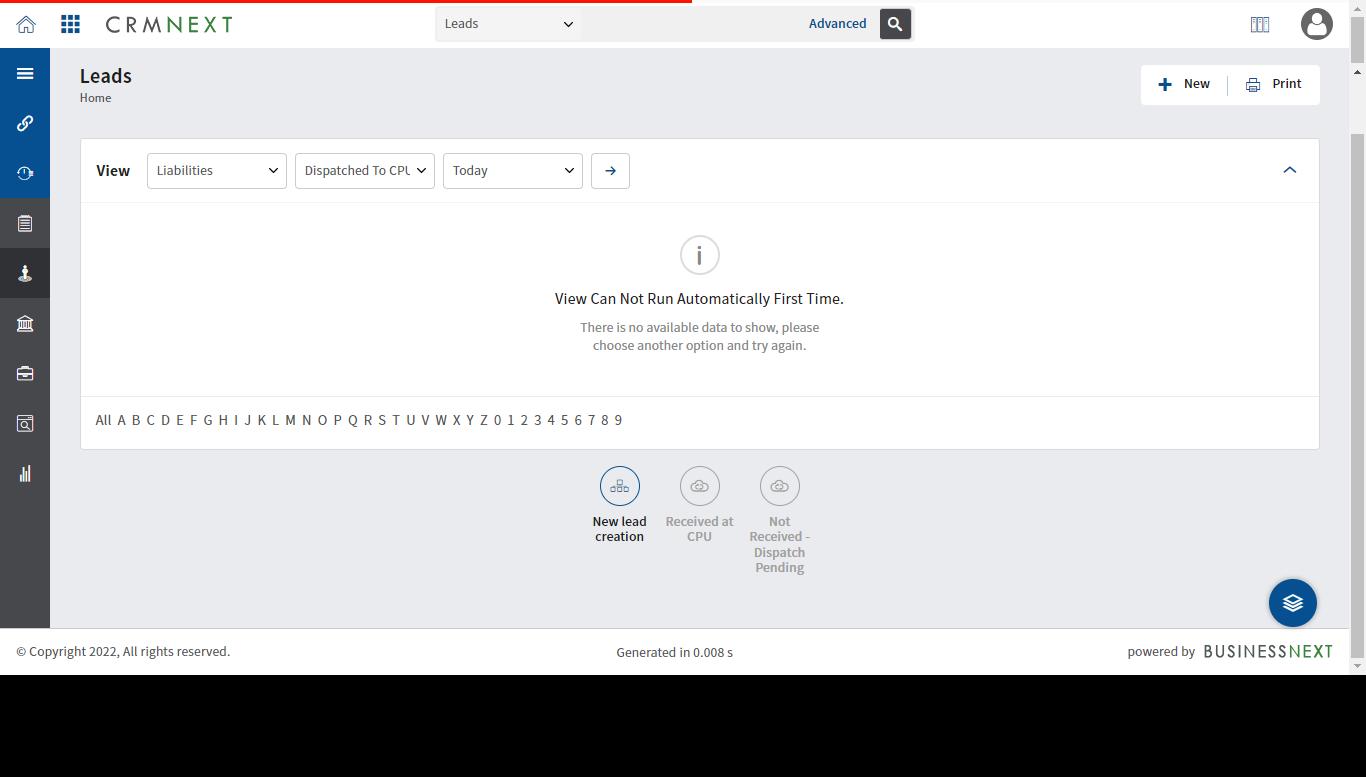 CRMNEXT
Leads
Advanced
Leads
Home
New
Print
View
Liabilities
Dispatched To CPU
Today
i
View Can Not Run Automatically First Time.
There is no available data to show, please
choose another option and try again.
All A B C D E F G H I J K L M N O P Q R S T U V W X Y Z 0 1 2 3 4 5 6 7 8 9
New lead
creation
Received at
CPU
Not
Received -
Dispatch
Pending
© Copyright 2022, All rights reserved.
Generated in 0.008 s
powered by BUSINESSNEXT